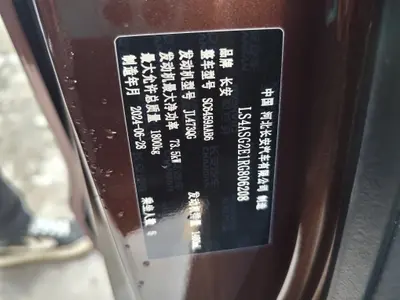 中国 河北长安汽车有限公司 制造
LS4ASG2E1RG806208
品牌 长安
整车型号 SC6459AAB6
发动机型号 JL473QG
发动机最大净功率 73.5kW
最大允许总质量 1800kg
制造年月 2024-06-28
乘坐人数